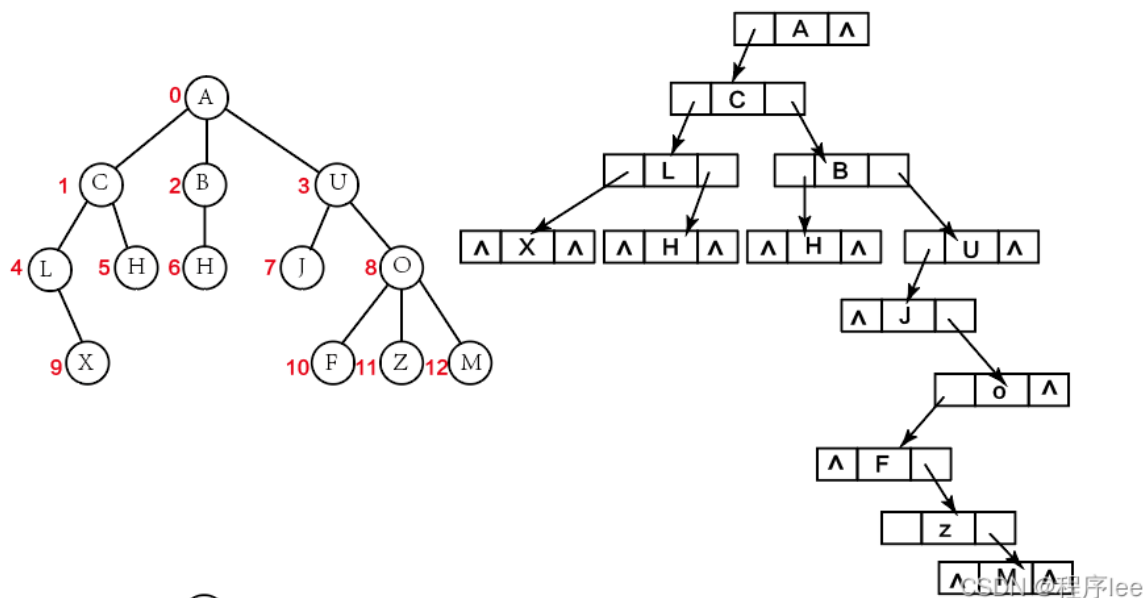 A ∧
0 A
C
1 C 2 B 3 U
L B
∧ X ∧ ∧ H ∧ ∧ H ∧ U ∧
4 L 5 H 6 H 7 J 8 O
∧ J
9 X 10 F 11 Z 12 M
o ∧
∧ F
z
∧ M ∧
CSDN @程序lee